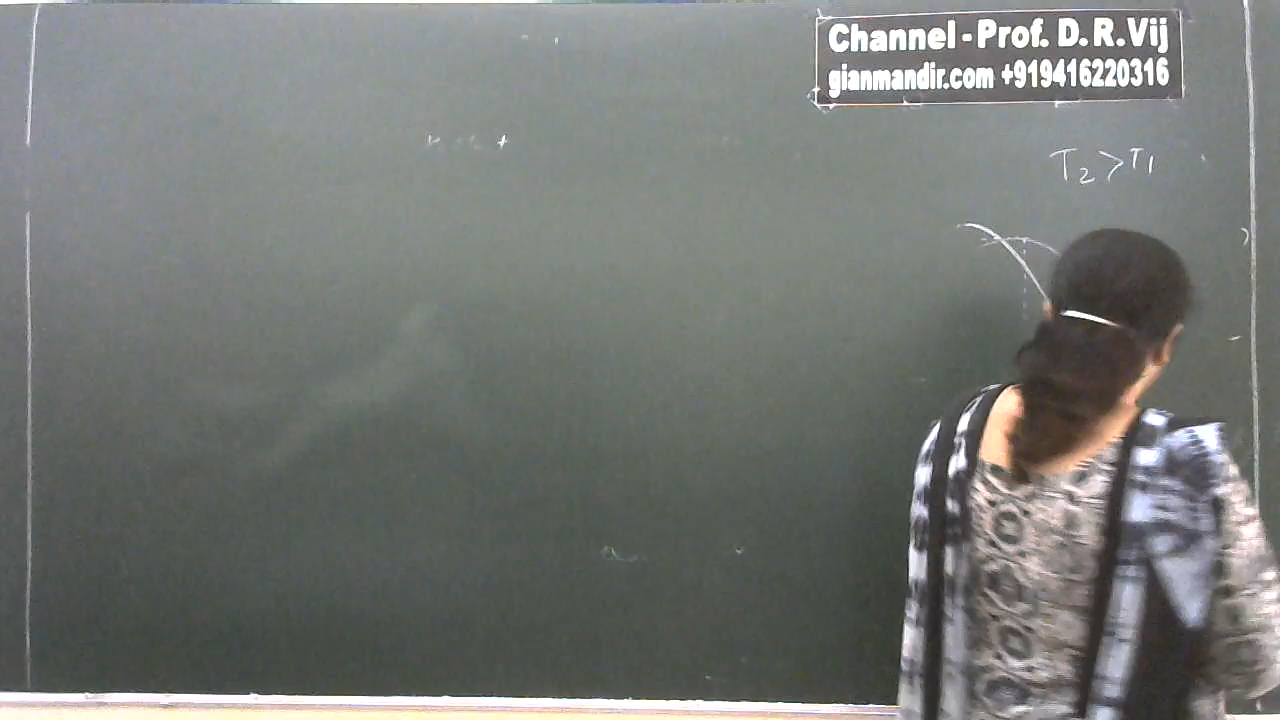 Channel - Prof. D. R. Vij
gianmandir.com +919416220316
T₂ > T₁